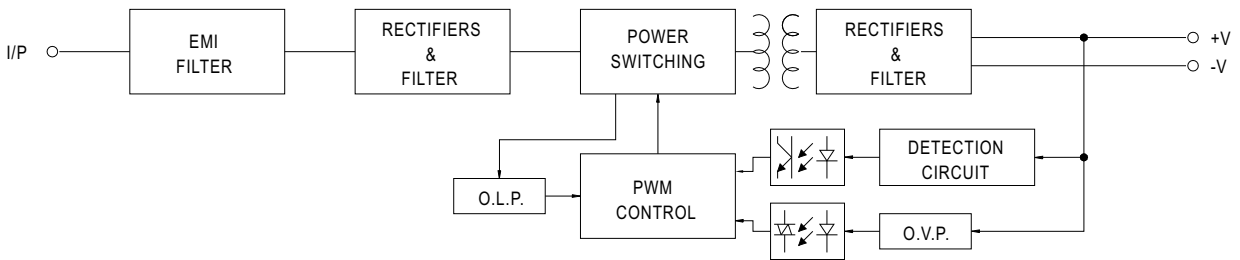 I/P
EMI
FILTER
RECTIFIERS
&
FILTER
POWER
SWITCHING
RECTIFIERS
&
FILTER
+V
-V
O.L.P.
PWM
CONTROL
DETECTION
CIRCUIT
O.V.P.